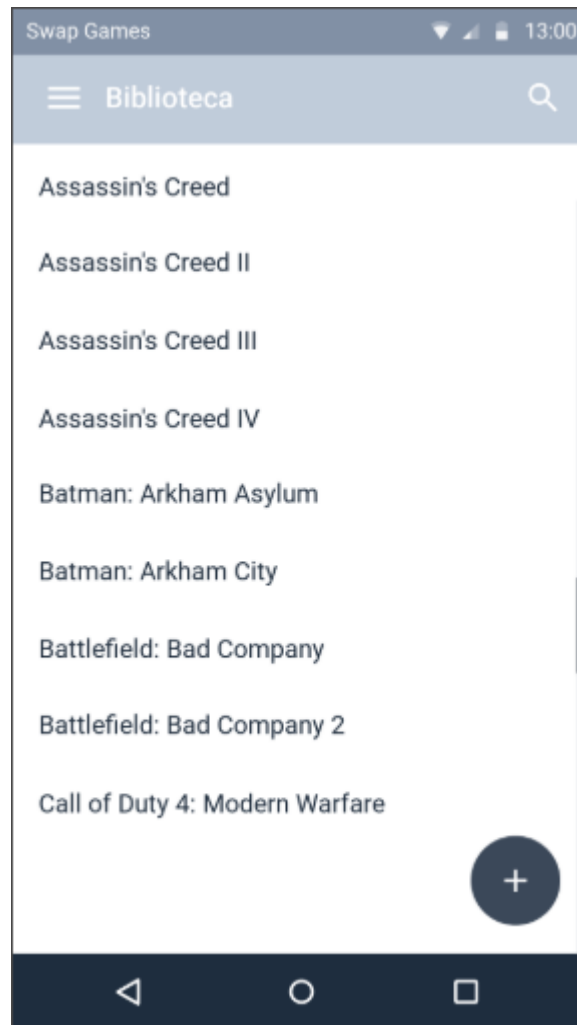 Swap Games 13:00
Biblioteca
Assassin's Creed
Assassin's Creed II
Assassin's Creed III
Assassin's Creed IV
Batman: Arkham Asylum
Batman: Arkham City
Battlefield: Bad Company
Battlefield: Bad Company 2
Call of Duty 4: Modern Warfare